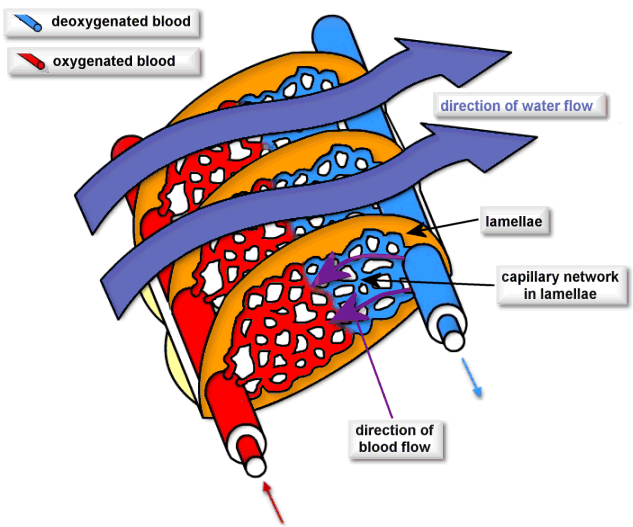 deoxygenated blood
oxygenated blood
direction of water flow
lamellae
capillary network
in lamellae
direction of
blood flow